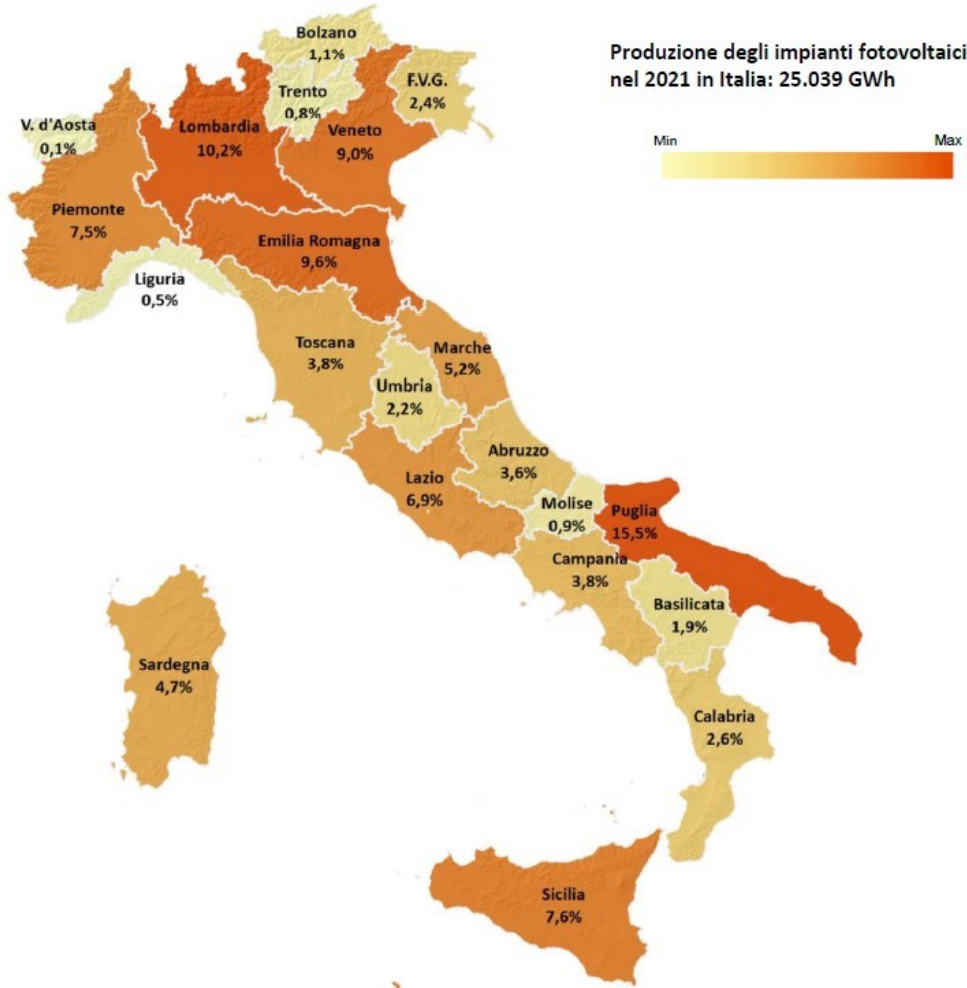 Produzione degli impianti fotovoltaici
nel 2021 in Italia: 25.039 GWh
Min
Max
Bolzano
1,1%
F.V.G.
2,4%
Trento
0,8%
V. d'Aosta
0,1%
Lombardia
10,2%
Veneto
9,0%
Piemonte
7,5%
Emilia Romagna
9,6%
Liguria
0,5%
Toscana
3,8%
Marche
5,2%
Umbria
2,2%
Abruzzo
3,6%
Lazio
6,9%
Molise
0,9%
Puglia
15,5%
Campania
3,8%
Basilicata
1,9%
Sardegna
4,7%
Calabria
2,6%
Sicilia
7,6%